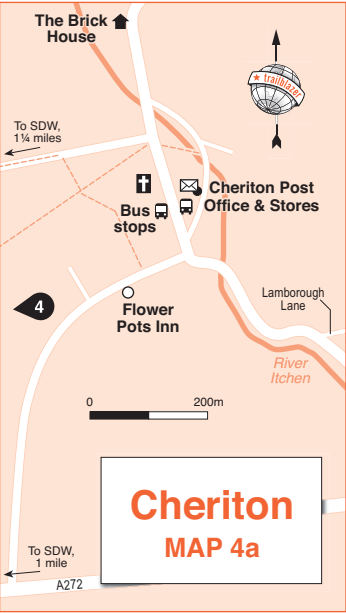 The Brick
House
★ trailblazer
To SDW,
1¼ miles
Cheriton Post
Office & Stores
Bus
stops
4
Flower
Pots Inn
Lamborough
Lane
River
Itchen
0 200m
Cheriton
MAP 4a
To SDW,
1 mile
A272